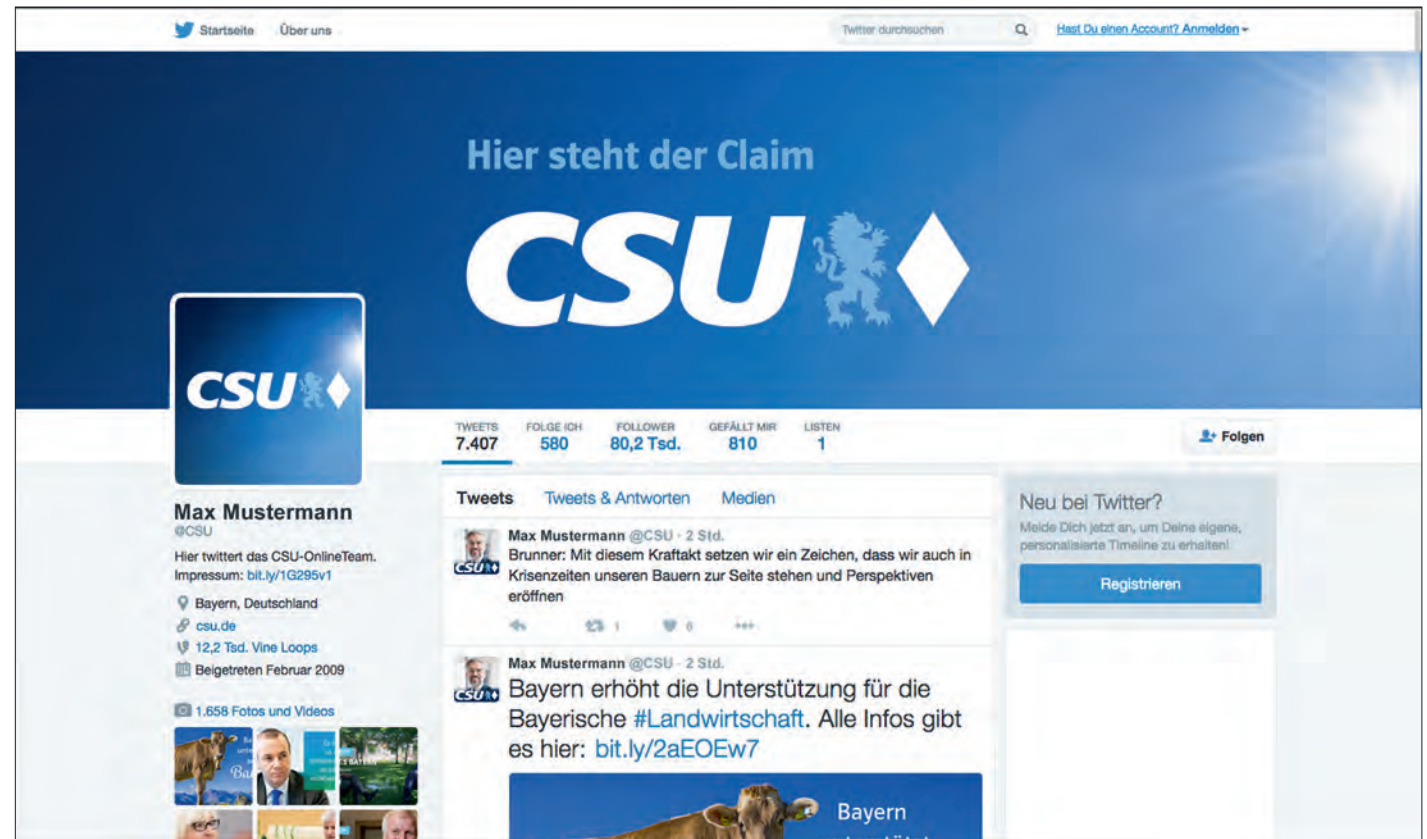 Startseite Über uns
Twitter durchsuchen
Hast Du einen Account? Anmelden
Hier steht der Claim
CSU
CSU
TWEETS FOLGE ICH FOLLOWER GEFÄLLT MIR LISTEN
7.407 580 80,2 Tsd. 810 1
Folgen
Max Mustermann
@CSU
Hier twittert das CSU-OnlineTeam.
Impressum: bit.ly/1G295v1
Bayern, Deutschland
csu.de
12,2 Tsd. Vine Loops
Beigetreten Februar 2009
1.658 Fotos und Videos
Tweets Tweets & Antworten Medien
CSU
Max Mustermann @CSU · 2 Std.
Brunner: Mit diesem Kraftakt setzen wir ein Zeichen, dass wir auch in
Krisenzeiten unseren Bauern zur Seite stehen und Perspektiven
eröffnen
1 6
CSU
Max Mustermann @CSU · 2 Std.
Bayern erhöht die Unterstützung für die
Bayerische #Landwirtschaft. Alle Infos gibt
es hier: bit.ly/2aEOEw7
Bayern
Neu bei Twitter?
Melde Dich jetzt an, um Deine eigene,
personalisierte Timeline zu erhalten!
Registrieren